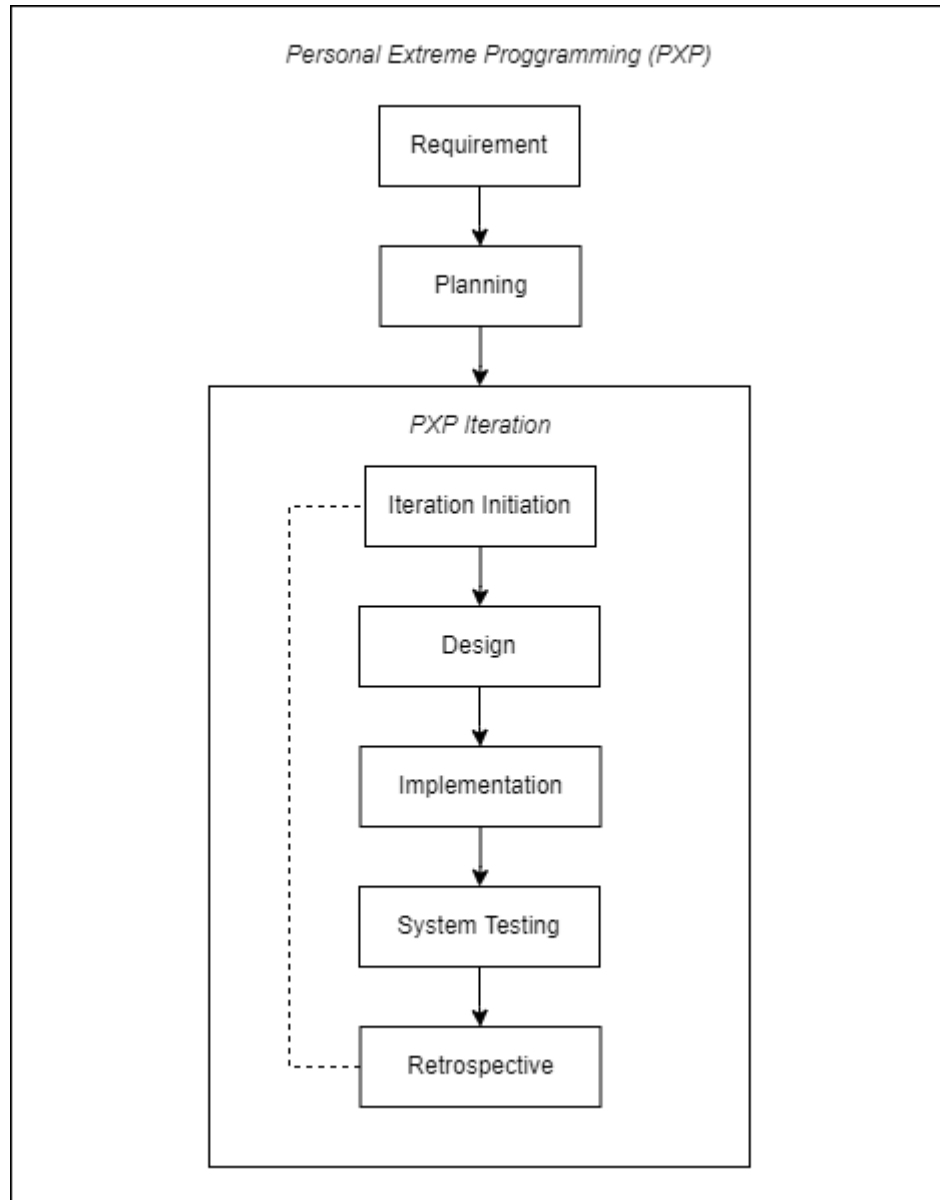 Personal Extreme Proggramming (PXP)
Requirement
Planning
PXP Iteration
Iteration Initiation
Design
Implementation
System Testing
Retrospective